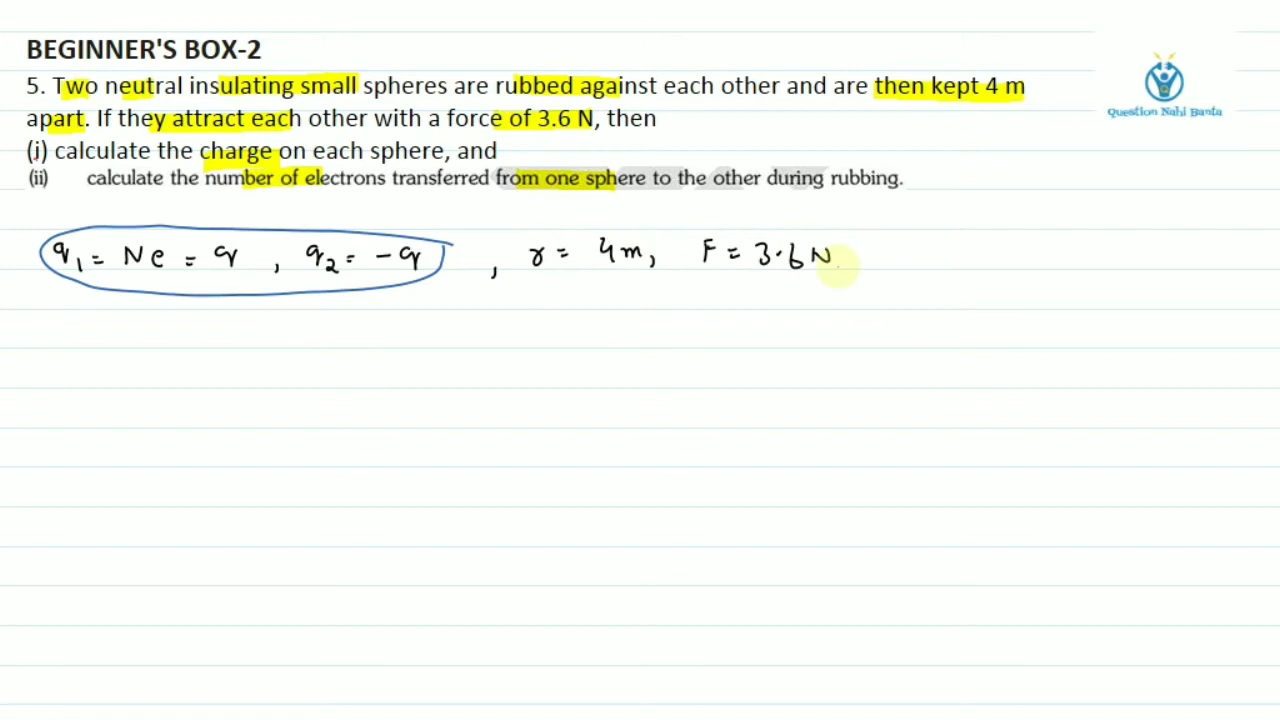 BEGINNER'S BOX-2
5. Two neutral insulating small spheres are rubbed against each other and are then kept 4 m
apart. If they attract each other with a force of 3.6 N, then
(i) calculate the charge on each sphere, and
(ii) calculate the number of electrons transferred from one sphere to the other during rubbing.
q₁ = Ne = q , q₂ = -q , r = 4m, F = 3.6 N
Question Nahi Banta